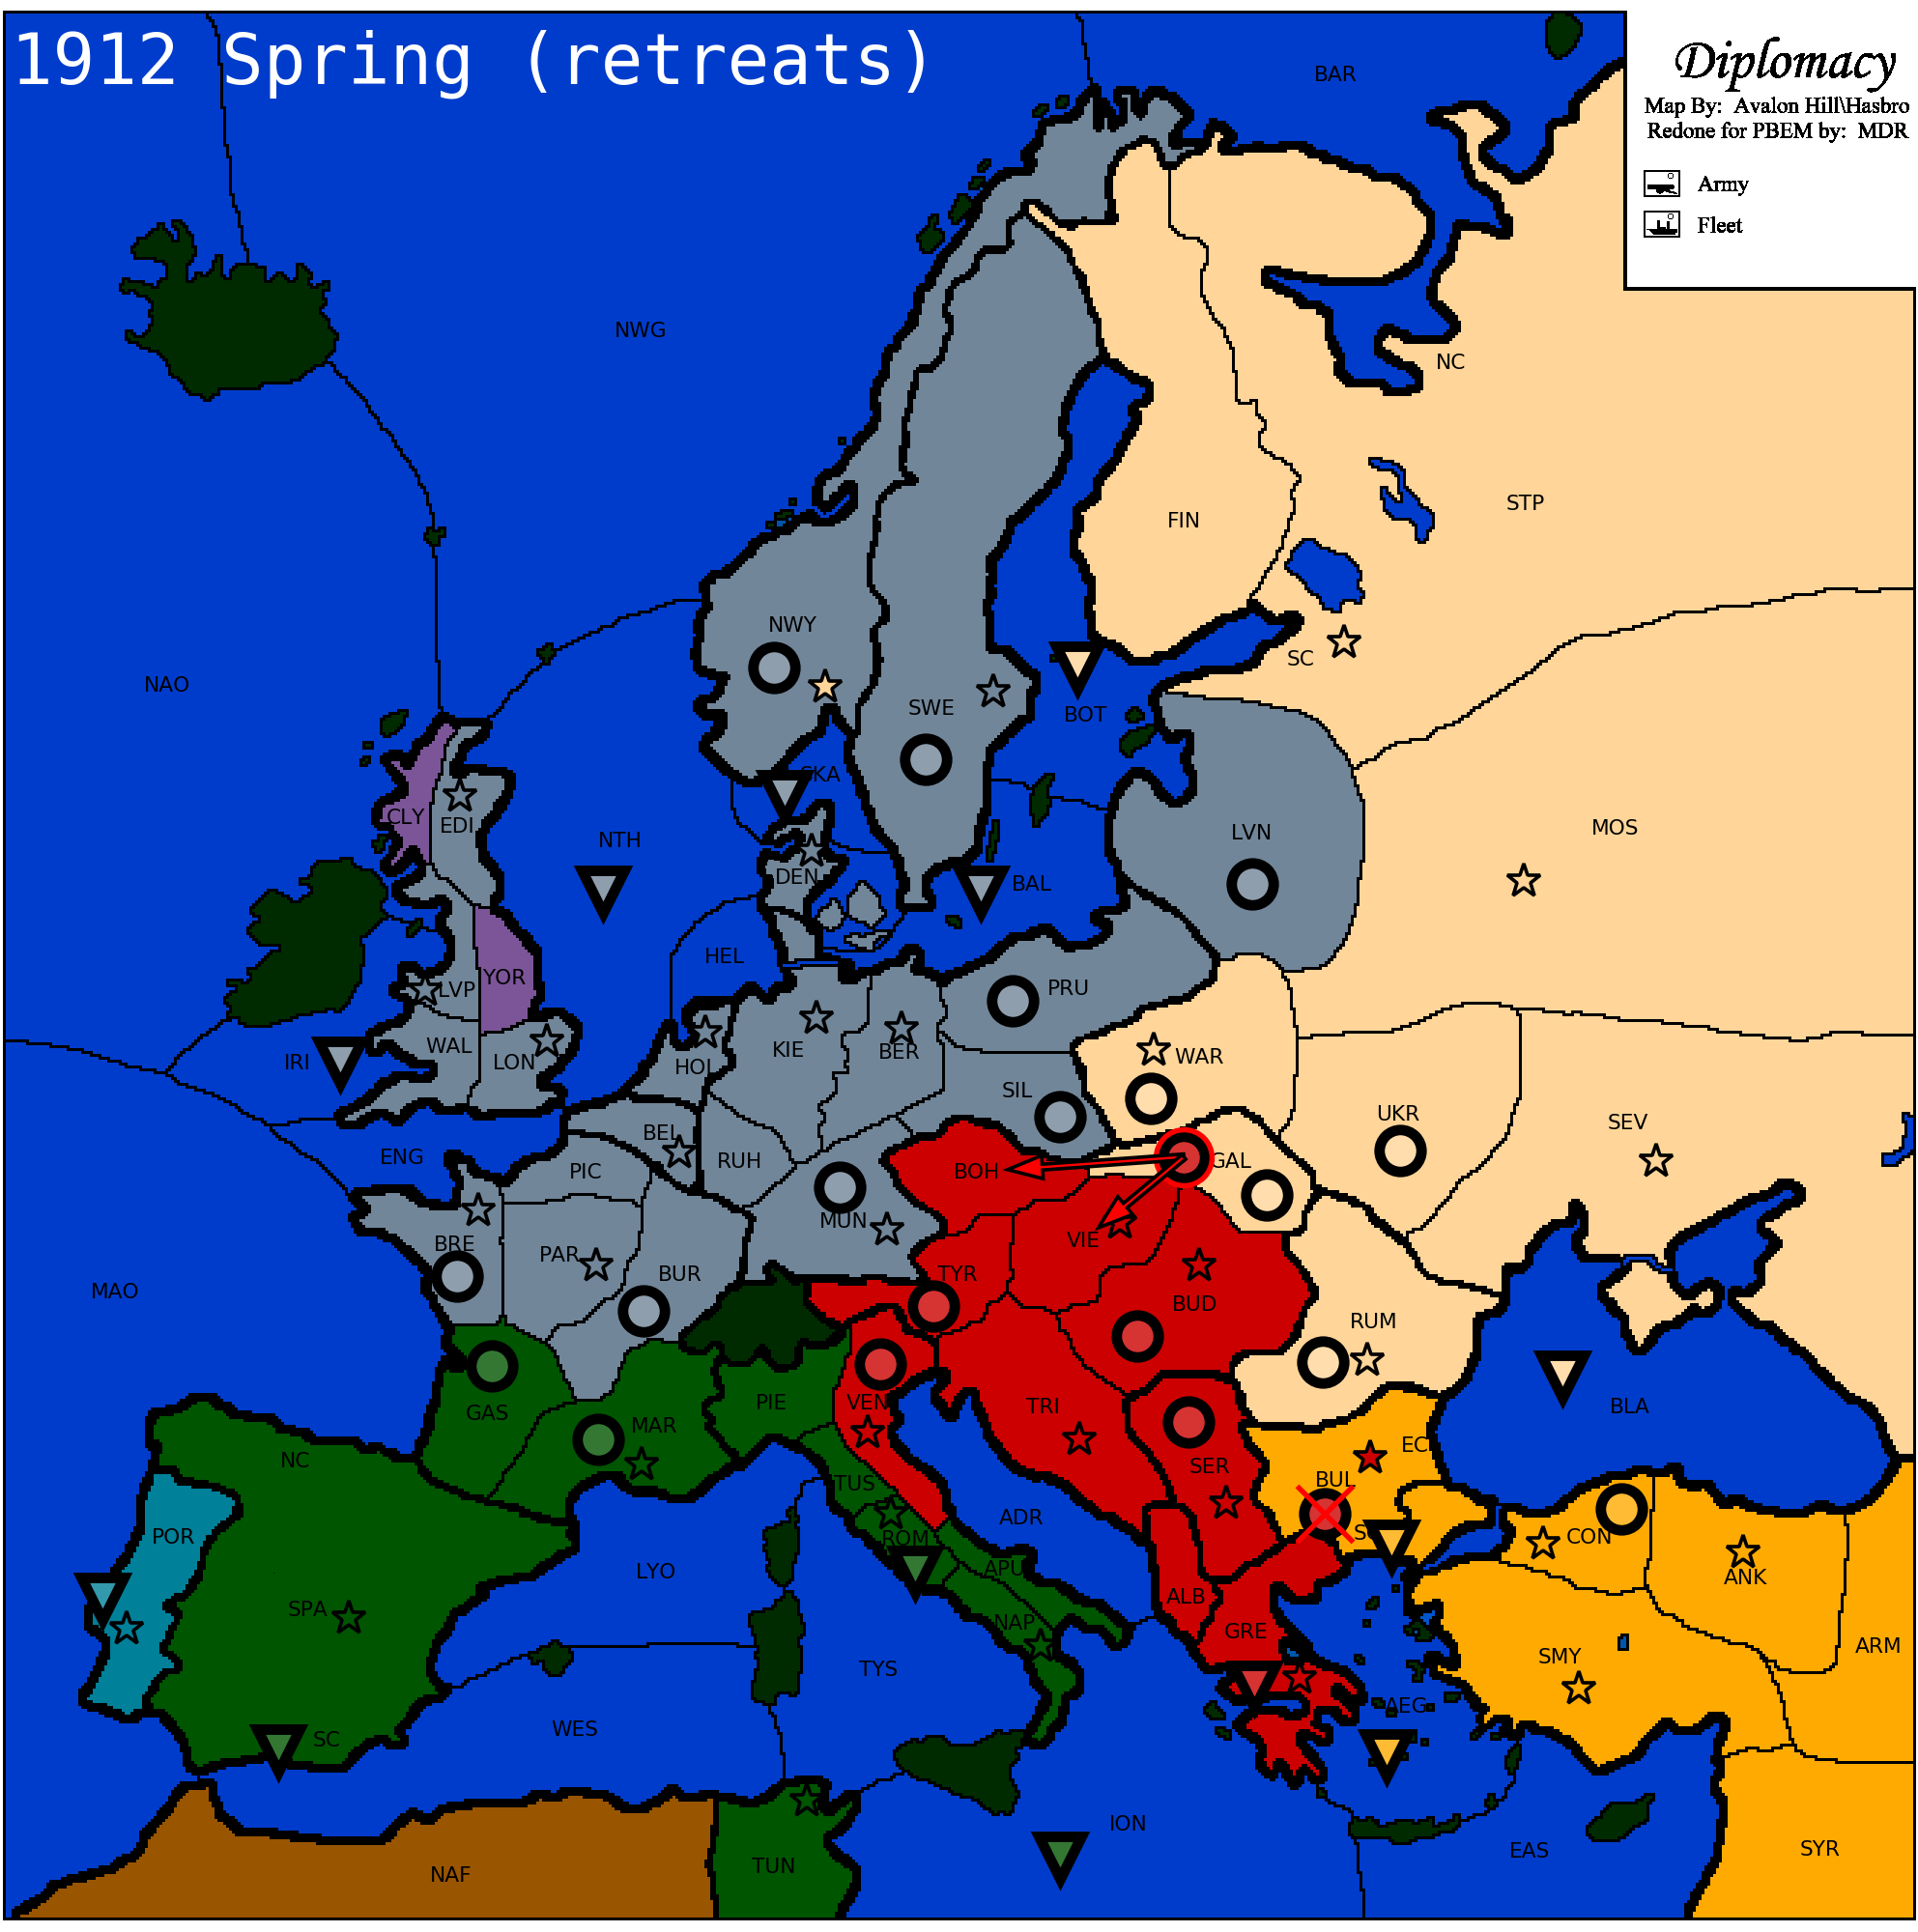 1912 Spring (retreats)
Diplomacy
Map By: Avalon Hill\Hasbro
Redone for PBEM by: MDR
Army
Fleet
BAR
NWG
NC
STP
FIN
NWY
SC
NAO
SWE
BOT
SKA
CLY
EDI
NTH
LVN
MOS
DEN
BAL
HEL
YOR
LVP
PRU
WAL
IRI
LON
HOL
KIE
BER
WAR
SIL
UKR
SEV
BEL
ENG
PIC
RUH
BOH
GAL
MUN
VIE
BRE
PAR
BUR
TYR
MAO
BUD
RUM
GAS
MAR
PIE
VEN
TRI
BLA
NC
EC
SER
TUS
BUL
POR
ROM
ADR
CON
LYO
APU
ANK
SPA
ALB
NAP
GRE
ARM
TYS
SMY
AEG
WES
SC
ION
EAS
SYR
NAF
TUN